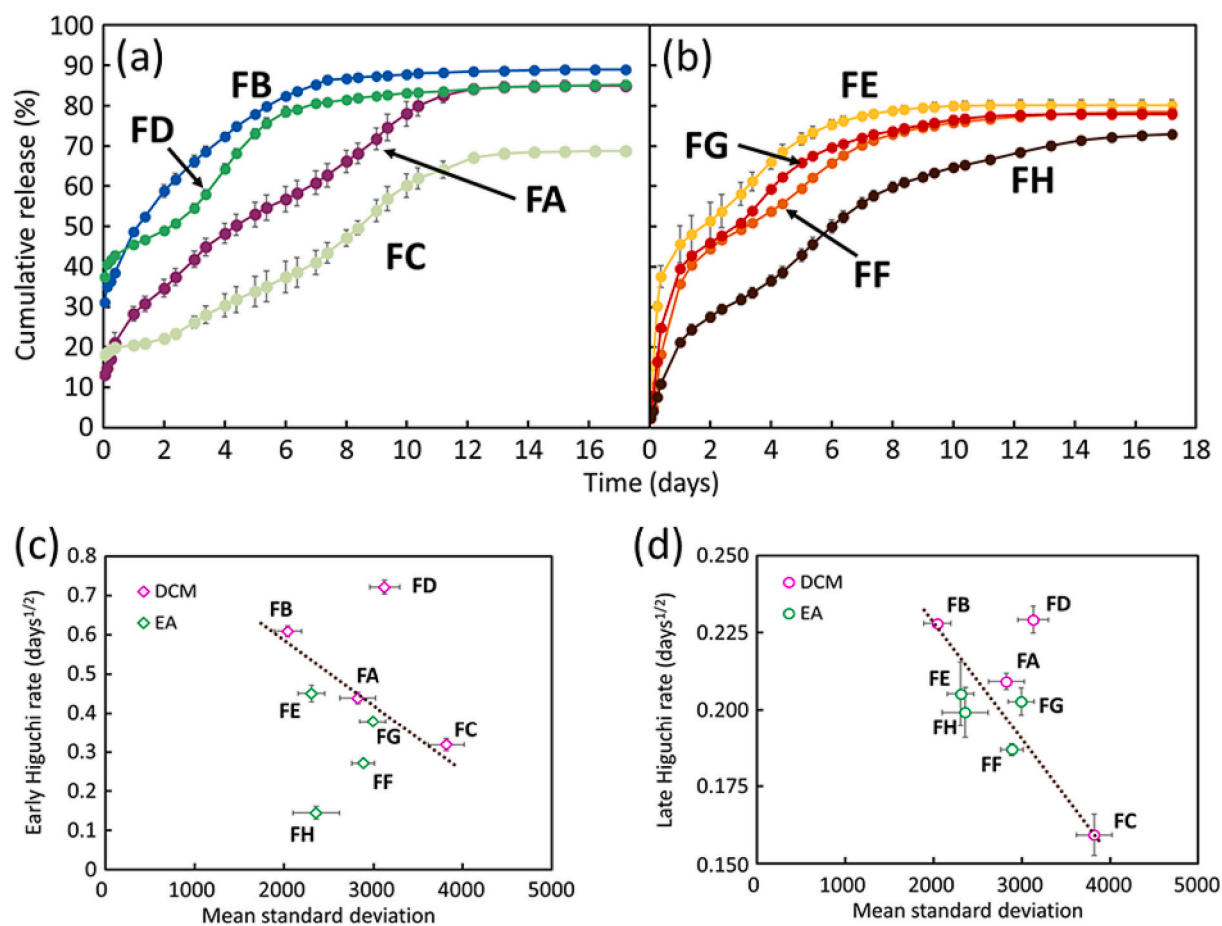 (a)
(b)
Cumulative release (%)
100
90
80
70
60
50
40
30
20
10
0
FB
FD
FA
FC
FE
FG
FH
FF
0 2 4 6 8 10 12 14 16 0 2 4 6 8 10 12 14 16 18
Time (days)
(c)
Early Higuchi rate (days1/2)
0.8
0.7
0.6
0.5
0.4
0.3
0.2
0.1
0
DCM
EA
FD
FB
FA
FE
FG
FC
FF
FH
0 1000 2000 3000 4000 5000
Mean standard deviation
(d)
Late Higuchi rate (days1/2)
0.250
0.225
0.200
0.175
0.150
DCM
EA
FB
FD
FA
FE
FG
FH
FF
FC
0 1000 2000 3000 4000 5000
Mean standard deviation